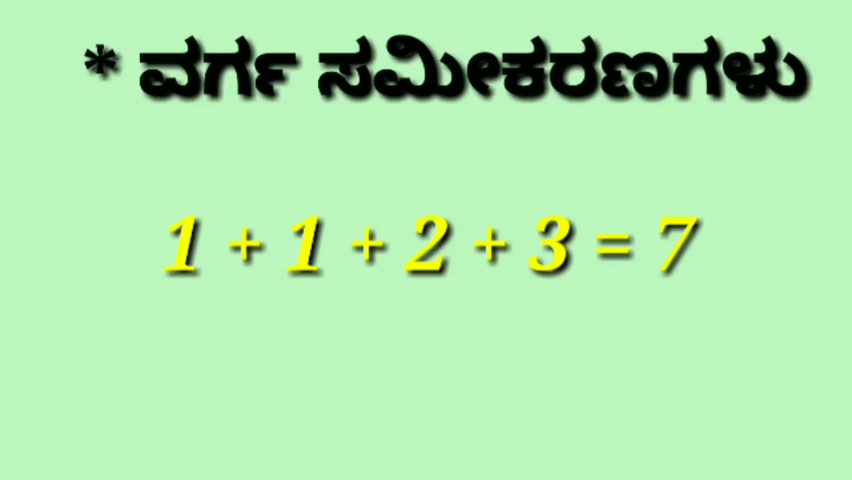 * ವರ್ಗ ಸಮೀಕರಣಗಳು
1 + 1 + 2 + 3 = 7